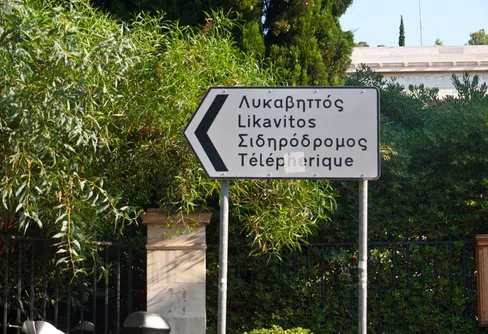 Λυκαβηττός
Likavitos
Σιδηρόδρομος
Téléphérique